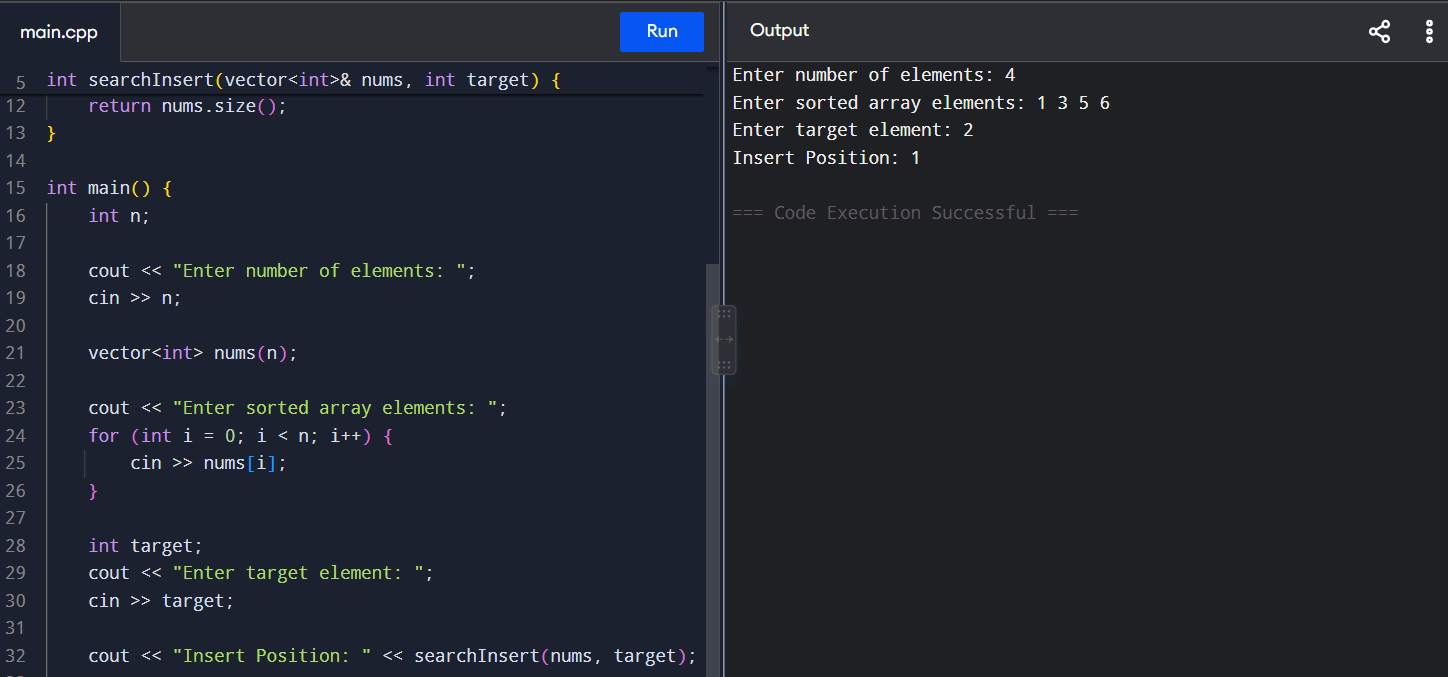 main.cpp
Run
5 int searchInsert(vector<int>& nums, int target) {
12     return nums.size();
13 }
14
15 int main() {
16     int n;
17
18     cout << "Enter number of elements: ";
19     cin >> n;
20
21     vector<int> nums(n);
22
23     cout << "Enter sorted array elements: ";
24     for (int i = 0; i < n; i++) {
25         cin >> nums[i];
26     }
27
28     int target;
29     cout << "Enter target element: ";
30     cin >> target;
31
32     cout << "Insert Position: " << searchInsert(nums, target);
Output
Enter number of elements: 4
Enter sorted array elements: 1 3 5 6
Enter target element: 2
Insert Position: 1
=== Code Execution Successful ===